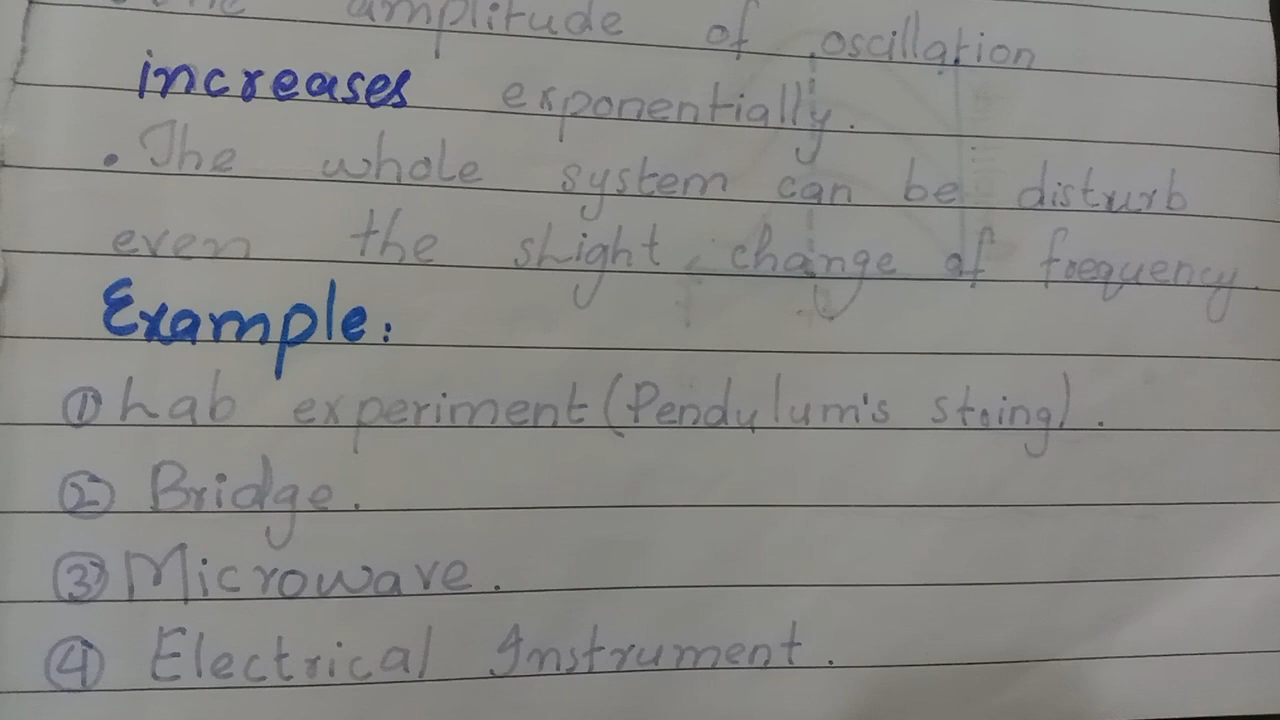 The amplitude of oscillation
increases exponentially.
• The whole system can be disturb
even the slight change of frequency.
Example:
① Lab experiment (Pendulum's string).
② Bridge.
③ Microwave.
④ Electrical Instrument.